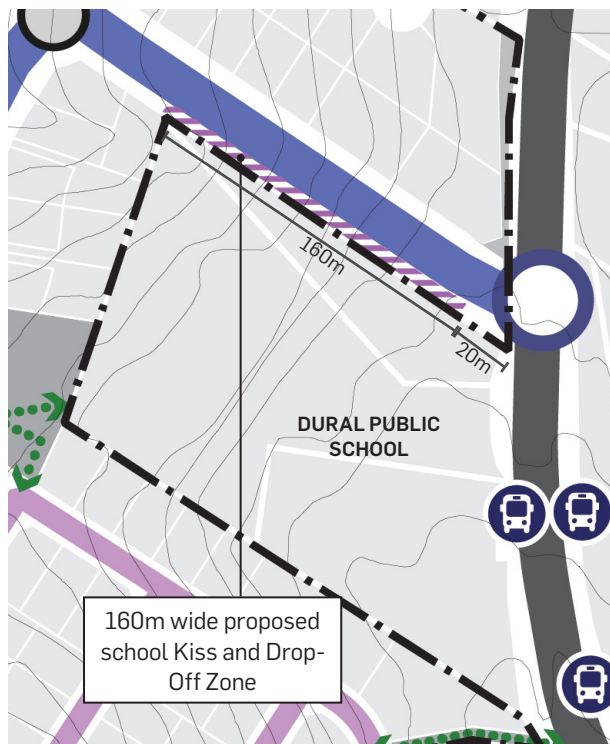 160m
20m
DURAL PUBLIC
SCHOOL
160m wide proposed
school Kiss and Drop-
Off Zone